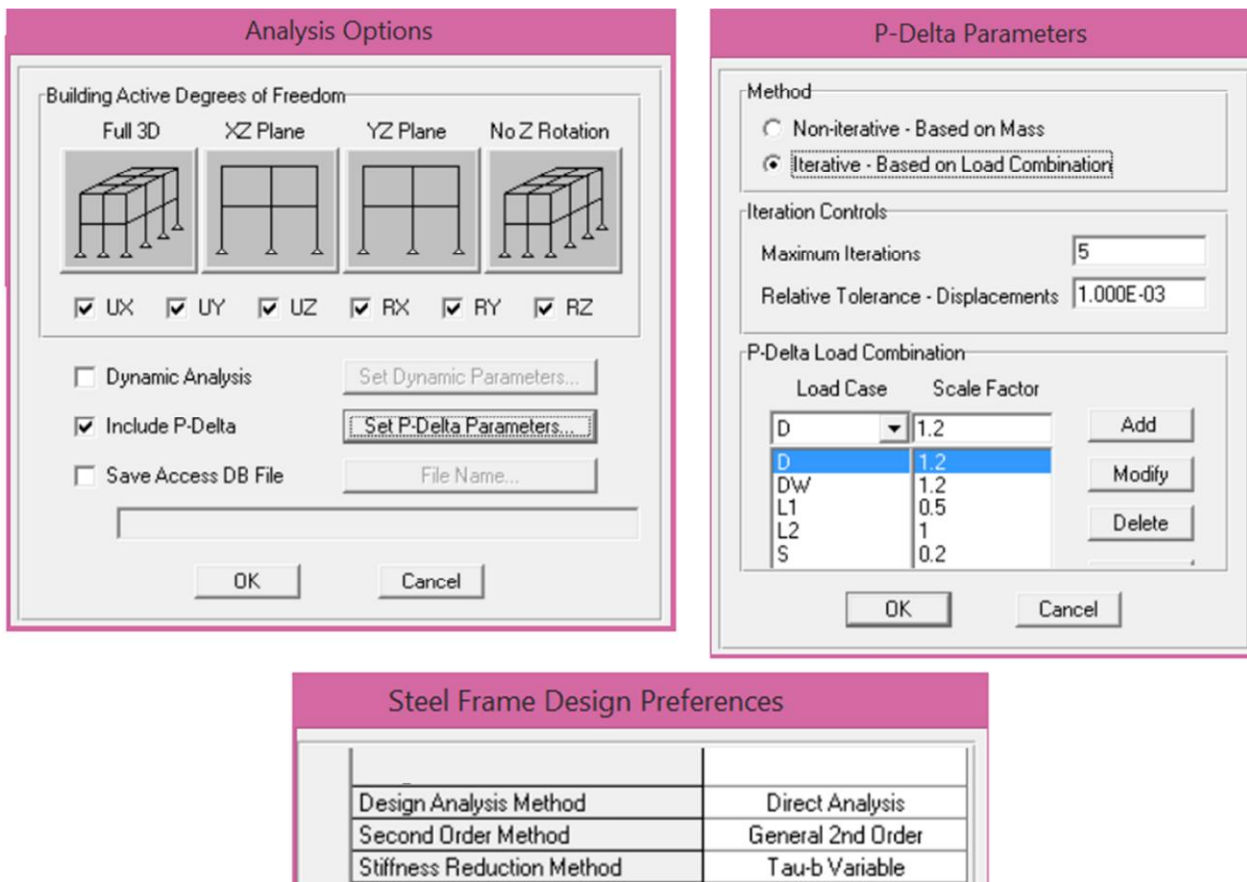 Analysis Options
Building Active Degrees of Freedom
Full 3D XZ Plane YZ Plane No Z Rotation
UX UY UZ RX RY RZ
Dynamic Analysis Set Dynamic Parameters...
Include P-Delta Set P-Delta Parameters...
Save Access DB File File Name...
OK Cancel
P-Delta Parameters
Method
Non-iterative - Based on Mass
Iterative - Based on Load Combination
Iteration Controls
Maximum Iterations 5
Relative Tolerance - Displacements 1.000E-03
P-Delta Load Combination
Load Case Scale Factor
D 1.2 Add
D 1.2
DW 1.2 Modify
L1 0.5
L2 1 Delete
S 0.2
OK Cancel
Steel Frame Design Preferences
Design Analysis Method Direct Analysis
Second Order Method General 2nd Order
Stiffness Reduction Method Tau-b Variable